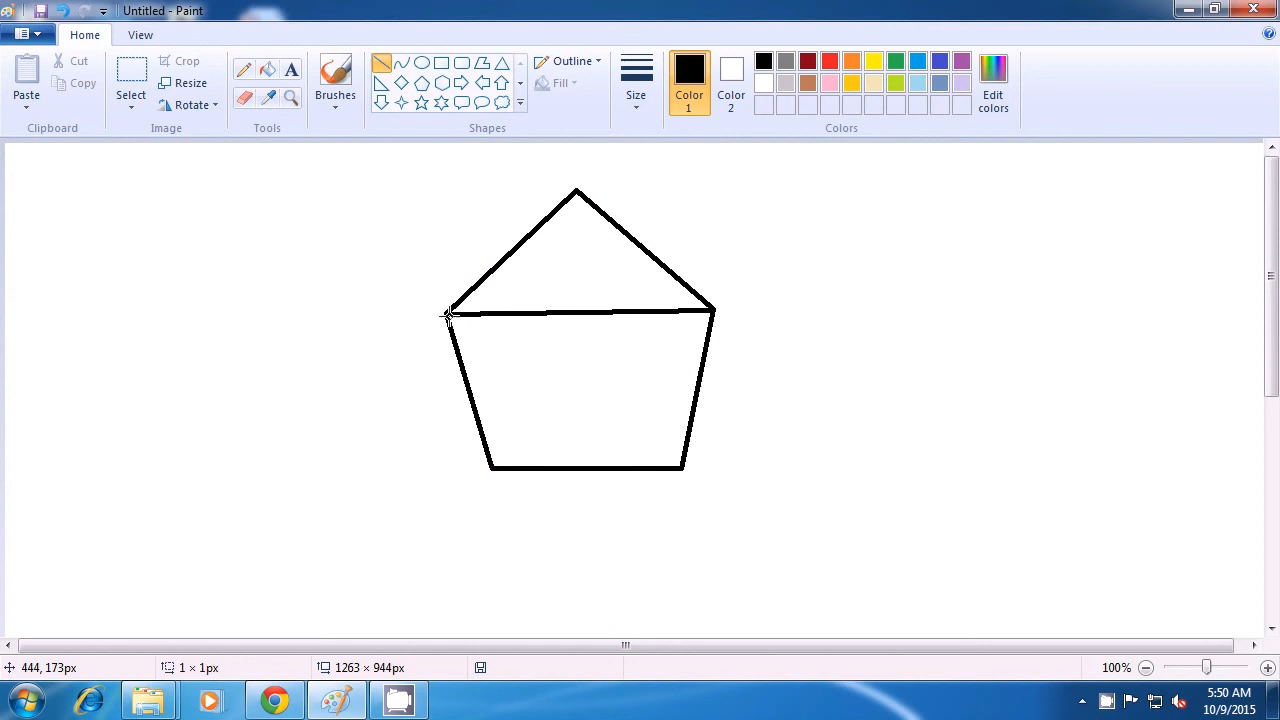 Untitled - Paint
Home View
Paste
Cut
Copy
Clipboard
Select
Crop
Resize
Rotate
Image
A
Tools
Brushes
Outline
Fill
Shapes
Size
Color 1
Color 2
Edit colors
Colors
444, 173px
1 × 1px
1263 × 944px
100%
5:50 AM
10/9/2015